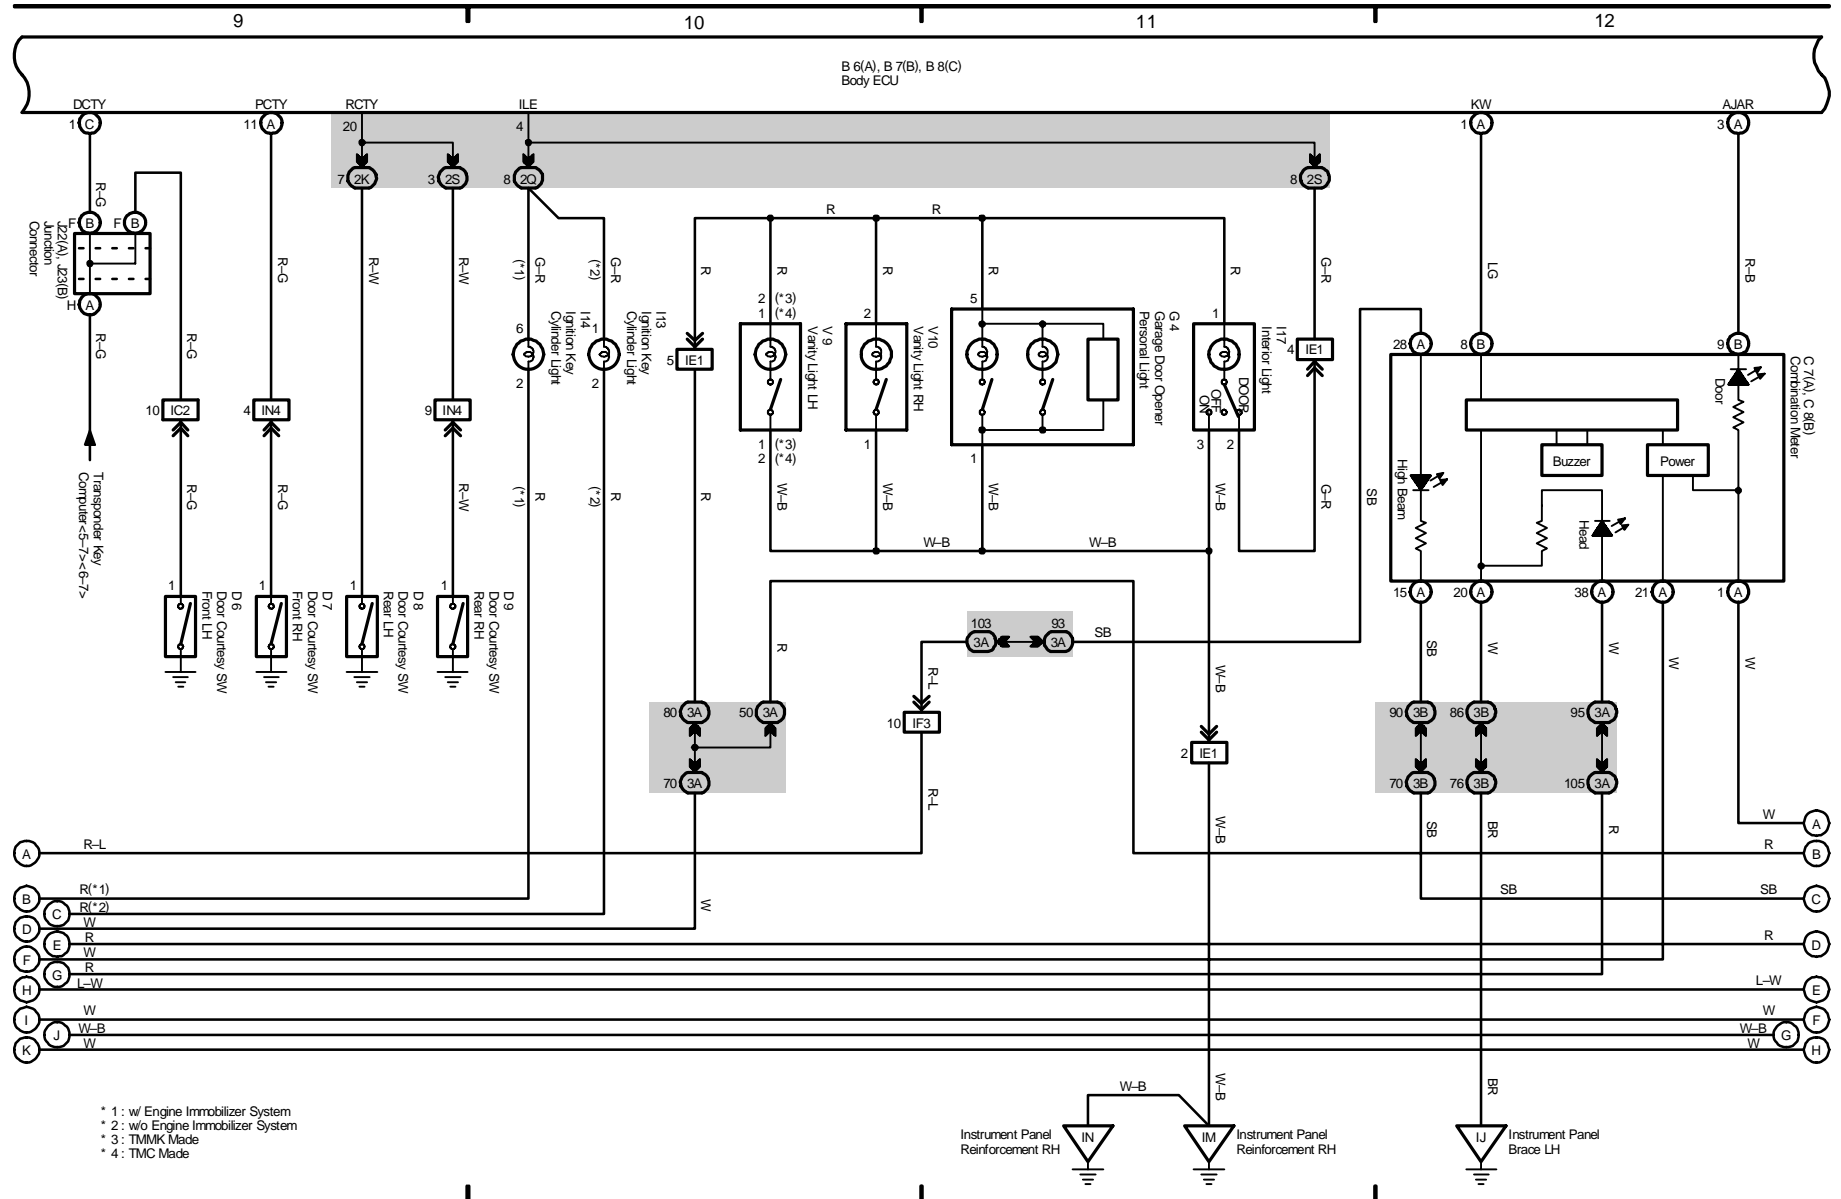 9
10
11
12
B 6(A), B 7(B), B 8(C)
Body ECU
DCTY
PCTY
RCTY
ILE
KW
AJAR
1 C
11 A
20
4
1 A
3 A
7 2K
3 2S
8 2Q
8 2S
R–G
F B
F B
J22(A), J23(B)
Junction
Connector
H A
R–G
R–G
R–G
R–W
R–W
(*1)
G–R
(*2)
G–R
R
R
R
R
R
R
R
G–R
LG
R–B
SB
6
I14
Ignition Key
Cylinder Light
2
1
I13
Ignition Key
Cylinder Light
2
5 IE1
2 (*3)
1 (*4)
V 9
Vanity Light LH
1 (*3)
2 (*4)
2
V10
Vanity Light RH
1
5
G 4
Garage Door Opener
Personal Light
1
1
DOOR
OFF
ON
I17
Interior Light
3
2
4 IE1
28 A
8 B
9 B
C 7(A), C 8(B)
Combination Meter
Door
Buzzer
Power
High Beam
Head
15 A
20 A
38 A
21 A
1 A
10 IC2
4 IN4
9 IN4
Transponder Key
Computer<5–7><6–7>
R–G
R–G
R–W
(*1)
R
(*2)
R
R
W–B
W–B
W–B
W–B
G–R
SB
W–B
W–B
1
D 6
Door Courtesy SW
Front LH
1
D 7
Door Courtesy SW
Front RH
1
D 8
Door Courtesy SW
Rear LH
1
D 9
Door Courtesy SW
Rear RH
R
103
3A
93
3A
SB
R–L
W–B
SB
W
W
W
W
80 3A
50 3A
70 3A
10 IF3
2 IE1
90 3B
86 3B
95 3A
70 3B
76 3B
105 3A
R–L
W–B
SB
BR
R
W A
A R–L
R B
B R(*1)
SB
SB C
C R(*2)
W
D W
E R
R D
F W
G R
H L–W
L–W E
I W
W F
J W–B
W–B G
K W
W H
W–B
W–B
BR
* 1 : w/ Engine Immobilizer System
* 2 : w/o Engine Immobilizer System
* 3 : TMMK Made
* 4 : TMC Made
Instrument Panel
Reinforcement RH
IN
IM
Instrument Panel
Reinforcement RH
IJ
Instrument Panel
Brace LH